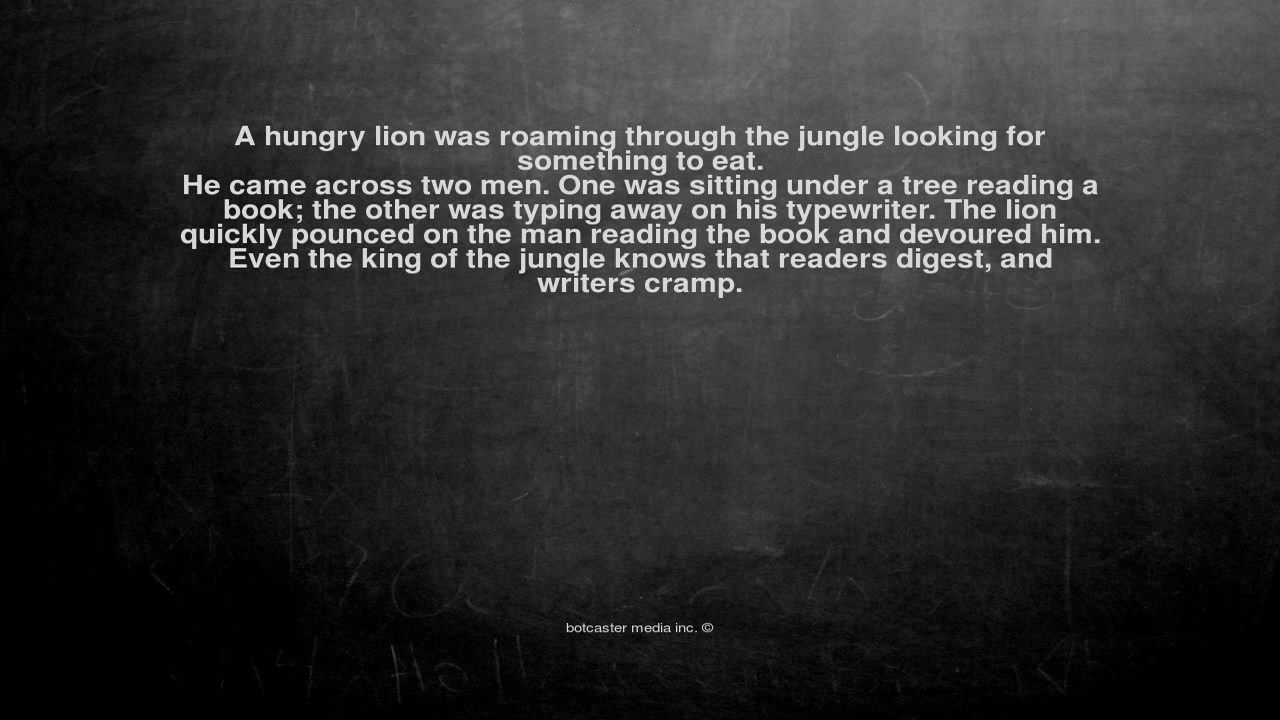 A hungry lion was roaming through the jungle looking for
something to eat.
He came across two men. One was sitting under a tree reading a
book; the other was typing away on his typewriter. The lion
quickly pounced on the man reading the book and devoured him.
Even the king of the jungle knows that readers digest, and
writers cramp.
botcaster media inc. ©